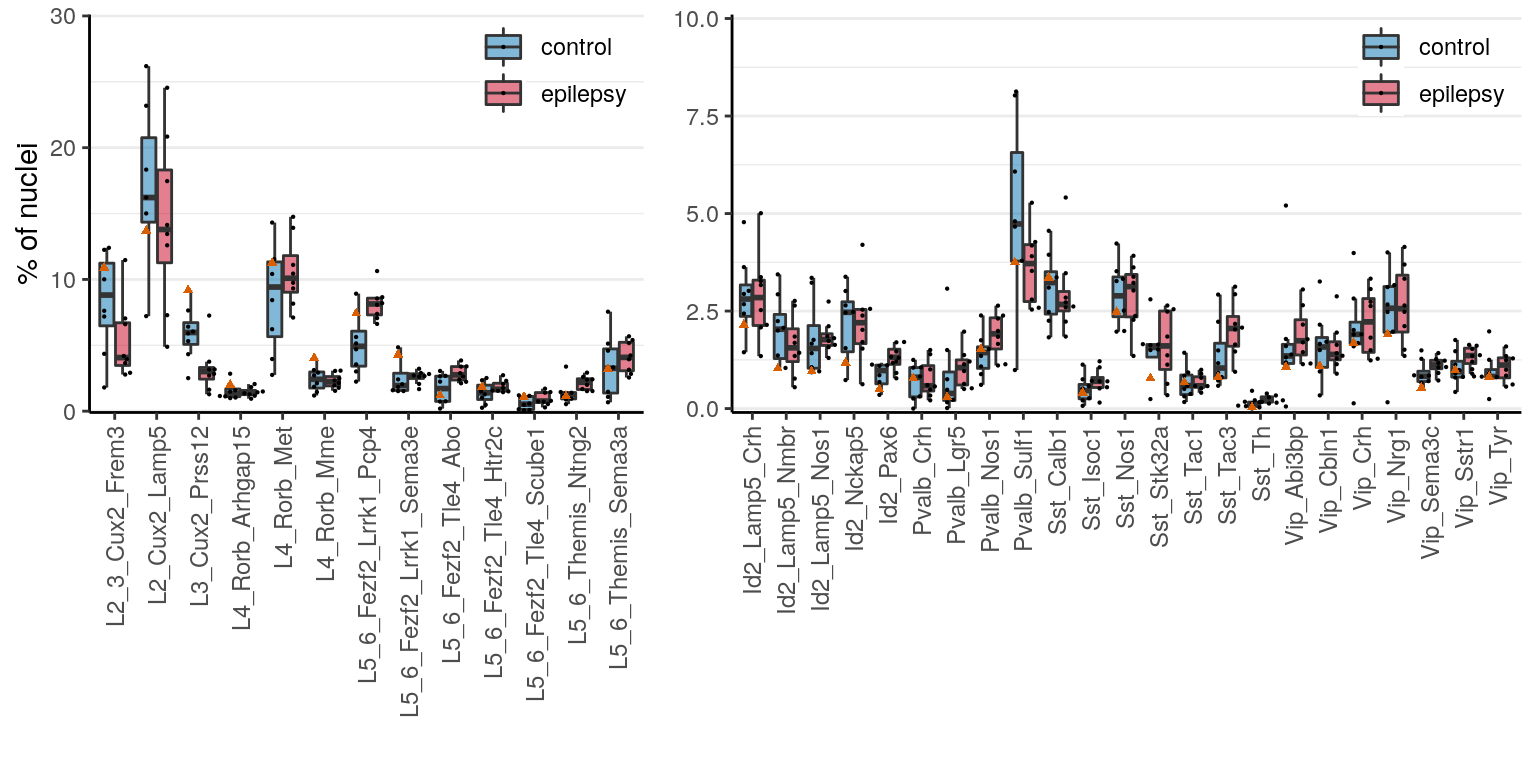 % of nuclei
30
20
10
0
control
epilepsy
L2_3_Cux2_Frem3
L2_Cux2_Lamp5
L3_Cux2_Prss12
L4_Rorb_Arhgap15
L4_Rorb_Met
L4_Rorb_Mme
L5_6_Fezf2_Lrrk1_Pcp4
L5_6_Fezf2_Lrrk1_Sema3e
L5_6_Fezf2_Tle4_Abo
L5_6_Fezf2_Tle4_Htr2c
L5_6_Fezf2_Tle4_Scube1
L5_6_Themis_Ntng2
L5_6_Themis_Sema3a
10.0
7.5
5.0
2.5
0.0
control
epilepsy
Id2_Lamp5_Crh
Id2_Lamp5_Nmbr
Id2_Lamp5_Nos1
Id2_Nckap5
Id2_Pax6
Pvalb_Crh
Pvalb_Lgr5
Pvalb_Nos1
Pvalb_Sulf1
Sst_Calb1
Sst_Isoc1
Sst_Nos1
Sst_Stk32a
Sst_Tac1
Sst_Tac3
Sst_Th
Vip_Abi3bp
Vip_Cbln1
Vip_Crh
Vip_Nrg1
Vip_Sema3c
Vip_Sstr1
Vip_Tyr